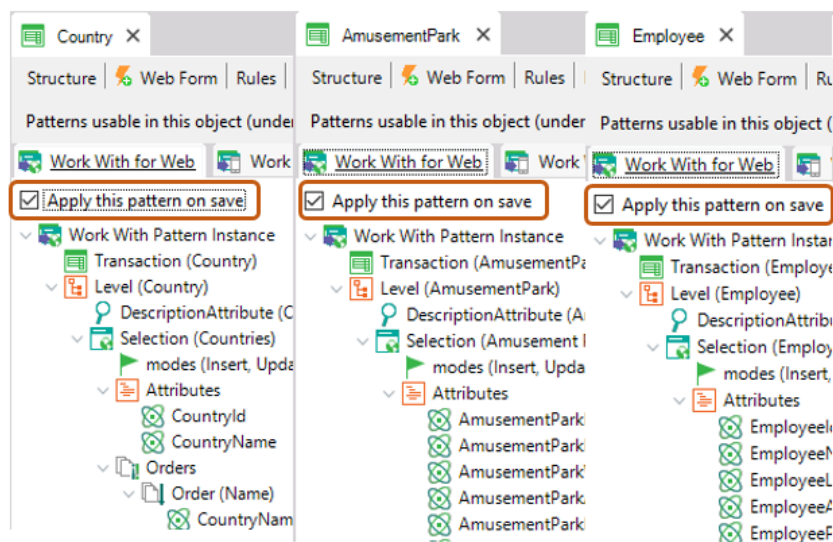 Country
Structure Web Form Rules
Patterns usable in this object (under
Work With for Web Work
Apply this pattern on save
Work With Pattern Instance
Transaction (Country)
Level (Country)
DescriptionAttribute (C
Selection (Countries)
modes (Insert, Upda
Attributes
CountryId
CountryName
Orders
Order (Name)
CountryNam
AmusementPark
Structure Web Form Rules
Patterns usable in this object (under
Work With for Web Work
Apply this pattern on save
Work With Pattern Instance
Transaction (AmusementPa
Level (AmusementPark)
DescriptionAttribute (A
Selection (Amusement
modes (Insert, Upda
Attributes
AmusementPark
AmusementPark
AmusementPark
AmusementPark
AmusementPark
Employee
Structure Web Form Ru
Patterns usable in this object (
Work With for Web
Apply this pattern on save
Work With Pattern Instan
Transaction (Employe
Level (Employee)
DescriptionAttribu
Selection (Employ
modes (Insert,
Attributes
EmployeeI
EmployeeN
EmployeeL
EmployeeA
EmployeeP